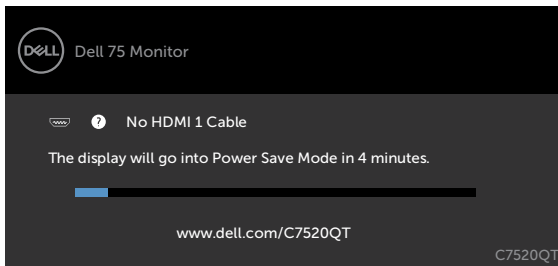 DELL
Dell 75 Monitor
? No HDMI 1 Cable
The display will go into Power Save Mode in 4 minutes.
www.dell.com/C7520QT
C7520QT